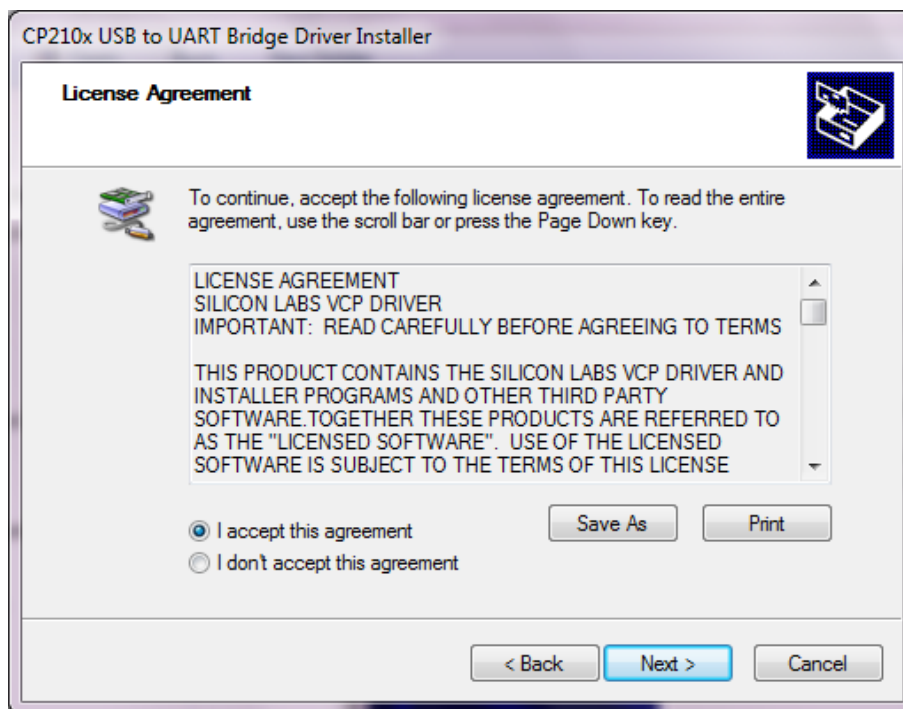 CP210x USB to UART Bridge Driver Installer
License Agreement
To continue, accept the following license agreement. To read the entire
agreement, use the scroll bar or press the Page Down key.
LICENSE AGREEMENT
SILICON LABS VCP DRIVER
IMPORTANT:  READ CAREFULLY BEFORE AGREEING TO TERMS
THIS PRODUCT CONTAINS THE SILICON LABS VCP DRIVER AND
INSTALLER PROGRAMS AND OTHER THIRD PARTY
SOFTWARE.TOGETHER THESE PRODUCTS ARE REFERRED TO
AS THE "LICENSED SOFTWARE".  USE OF THE LICENSED
SOFTWARE IS SUBJECT TO THE TERMS OF THIS LICENSE
I accept this agreement
Save As
Print
I don't accept this agreement
< Back
Next >
Cancel